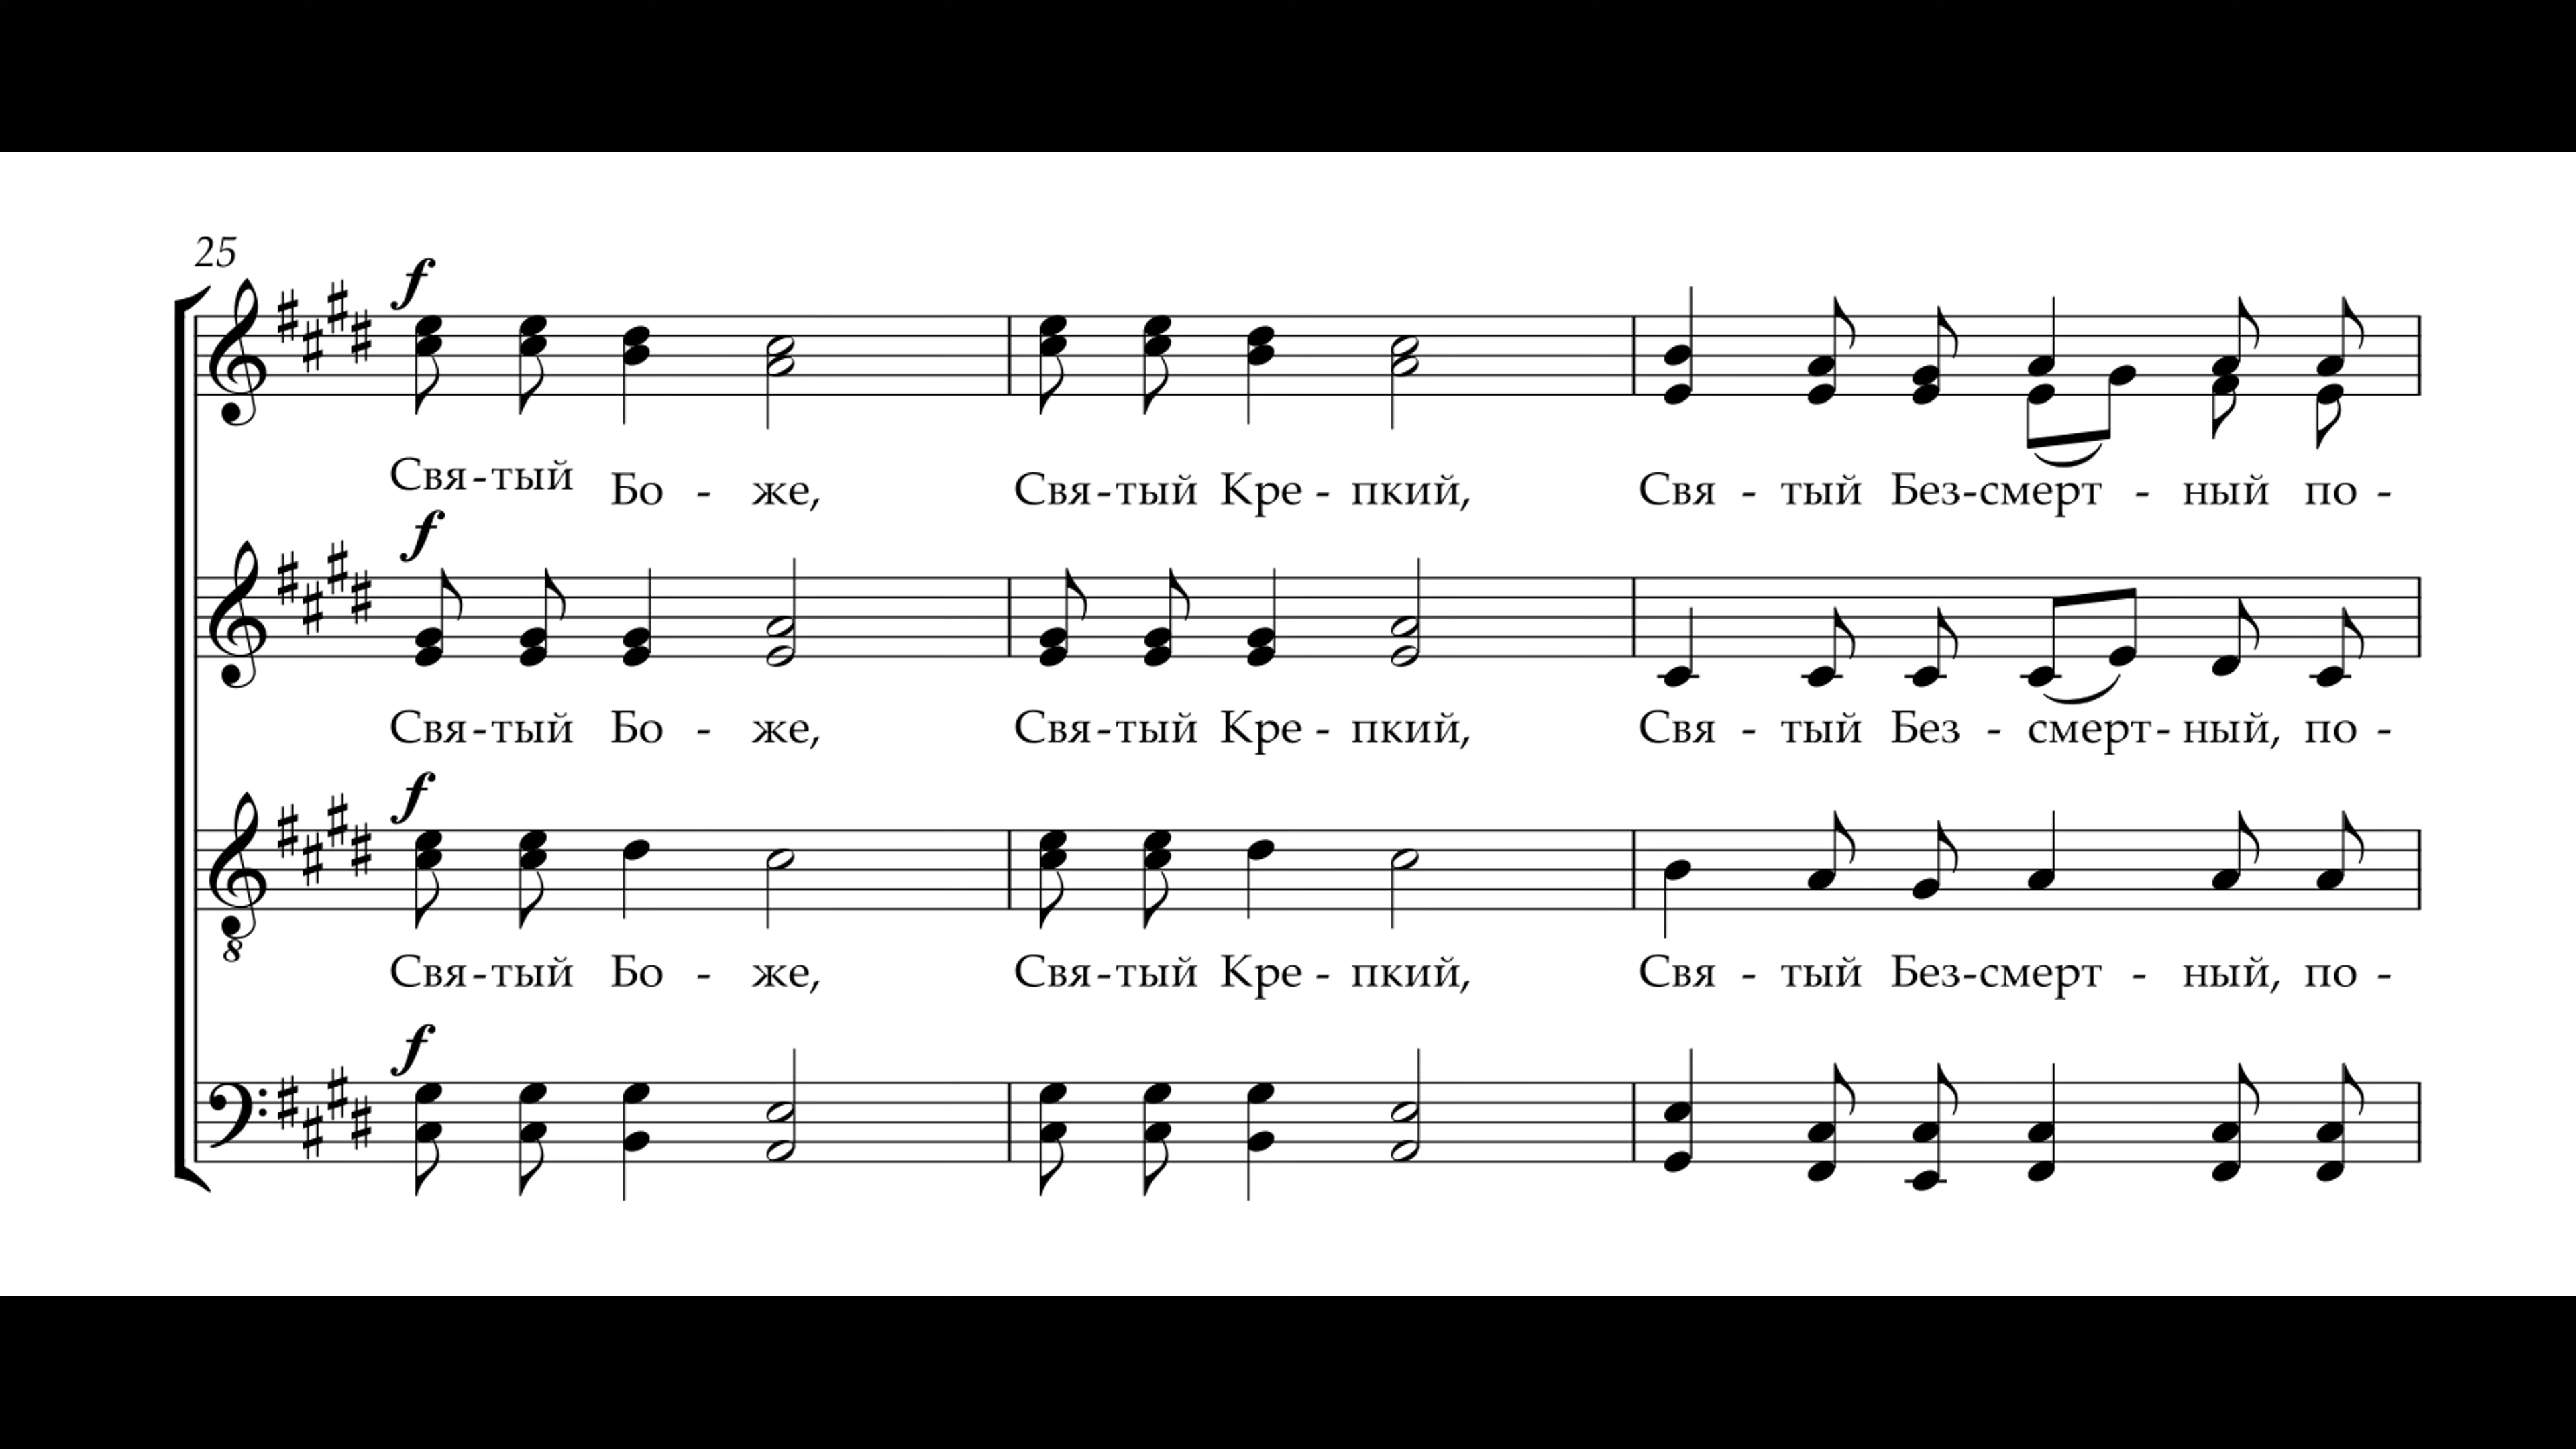 25
f
Свя-тый Бо - же, Свя-тый Кре - пкий, Свя - тый Без-смерт - ный по -
f
Свя-тый Бо - же, Свя-тый Кре - пкий, Свя - тый Без - смерт-ный, по -
f
8
Свя-тый Бо - же, Свя-тый Кре - пкий, Свя - тый Без-смерт - ный, по -
f